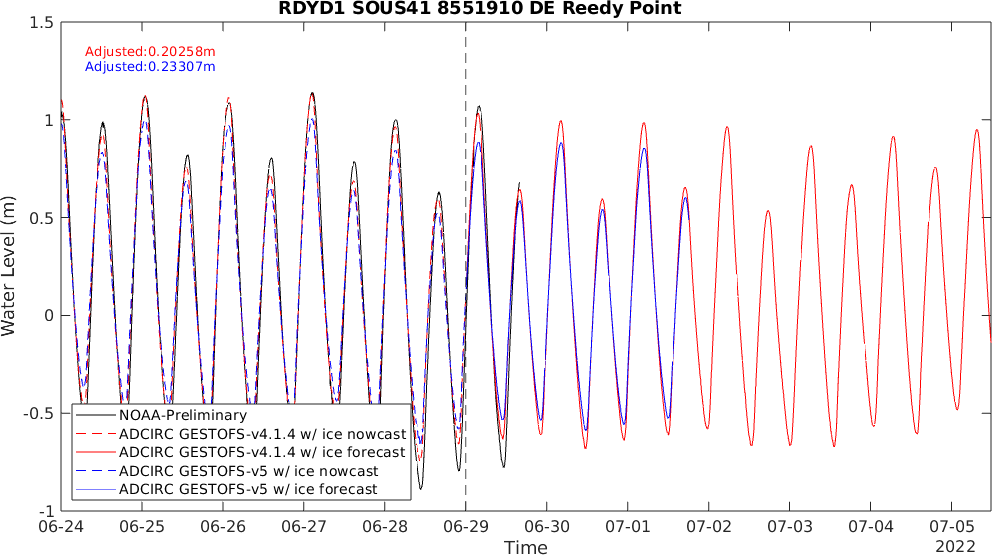 RDYD1 SOUS41 8551910 DE Reedy Point
Adjusted:0.20258m
Adjusted:0.23307m
1.5
1
0.5
0
-0.5
-1
Water Level (m)
NOAA-Preliminary
ADCIRC GESTOFS-v4.1.4 w/ ice nowcast
ADCIRC GESTOFS-v4.1.4 w/ ice forecast
ADCIRC GESTOFS-v5 w/ ice nowcast
ADCIRC GESTOFS-v5 w/ ice forecast
06-24 06-25 06-26 06-27 06-28 06-29 06-30 07-01 07-02 07-03 07-04 07-05
Time
2022